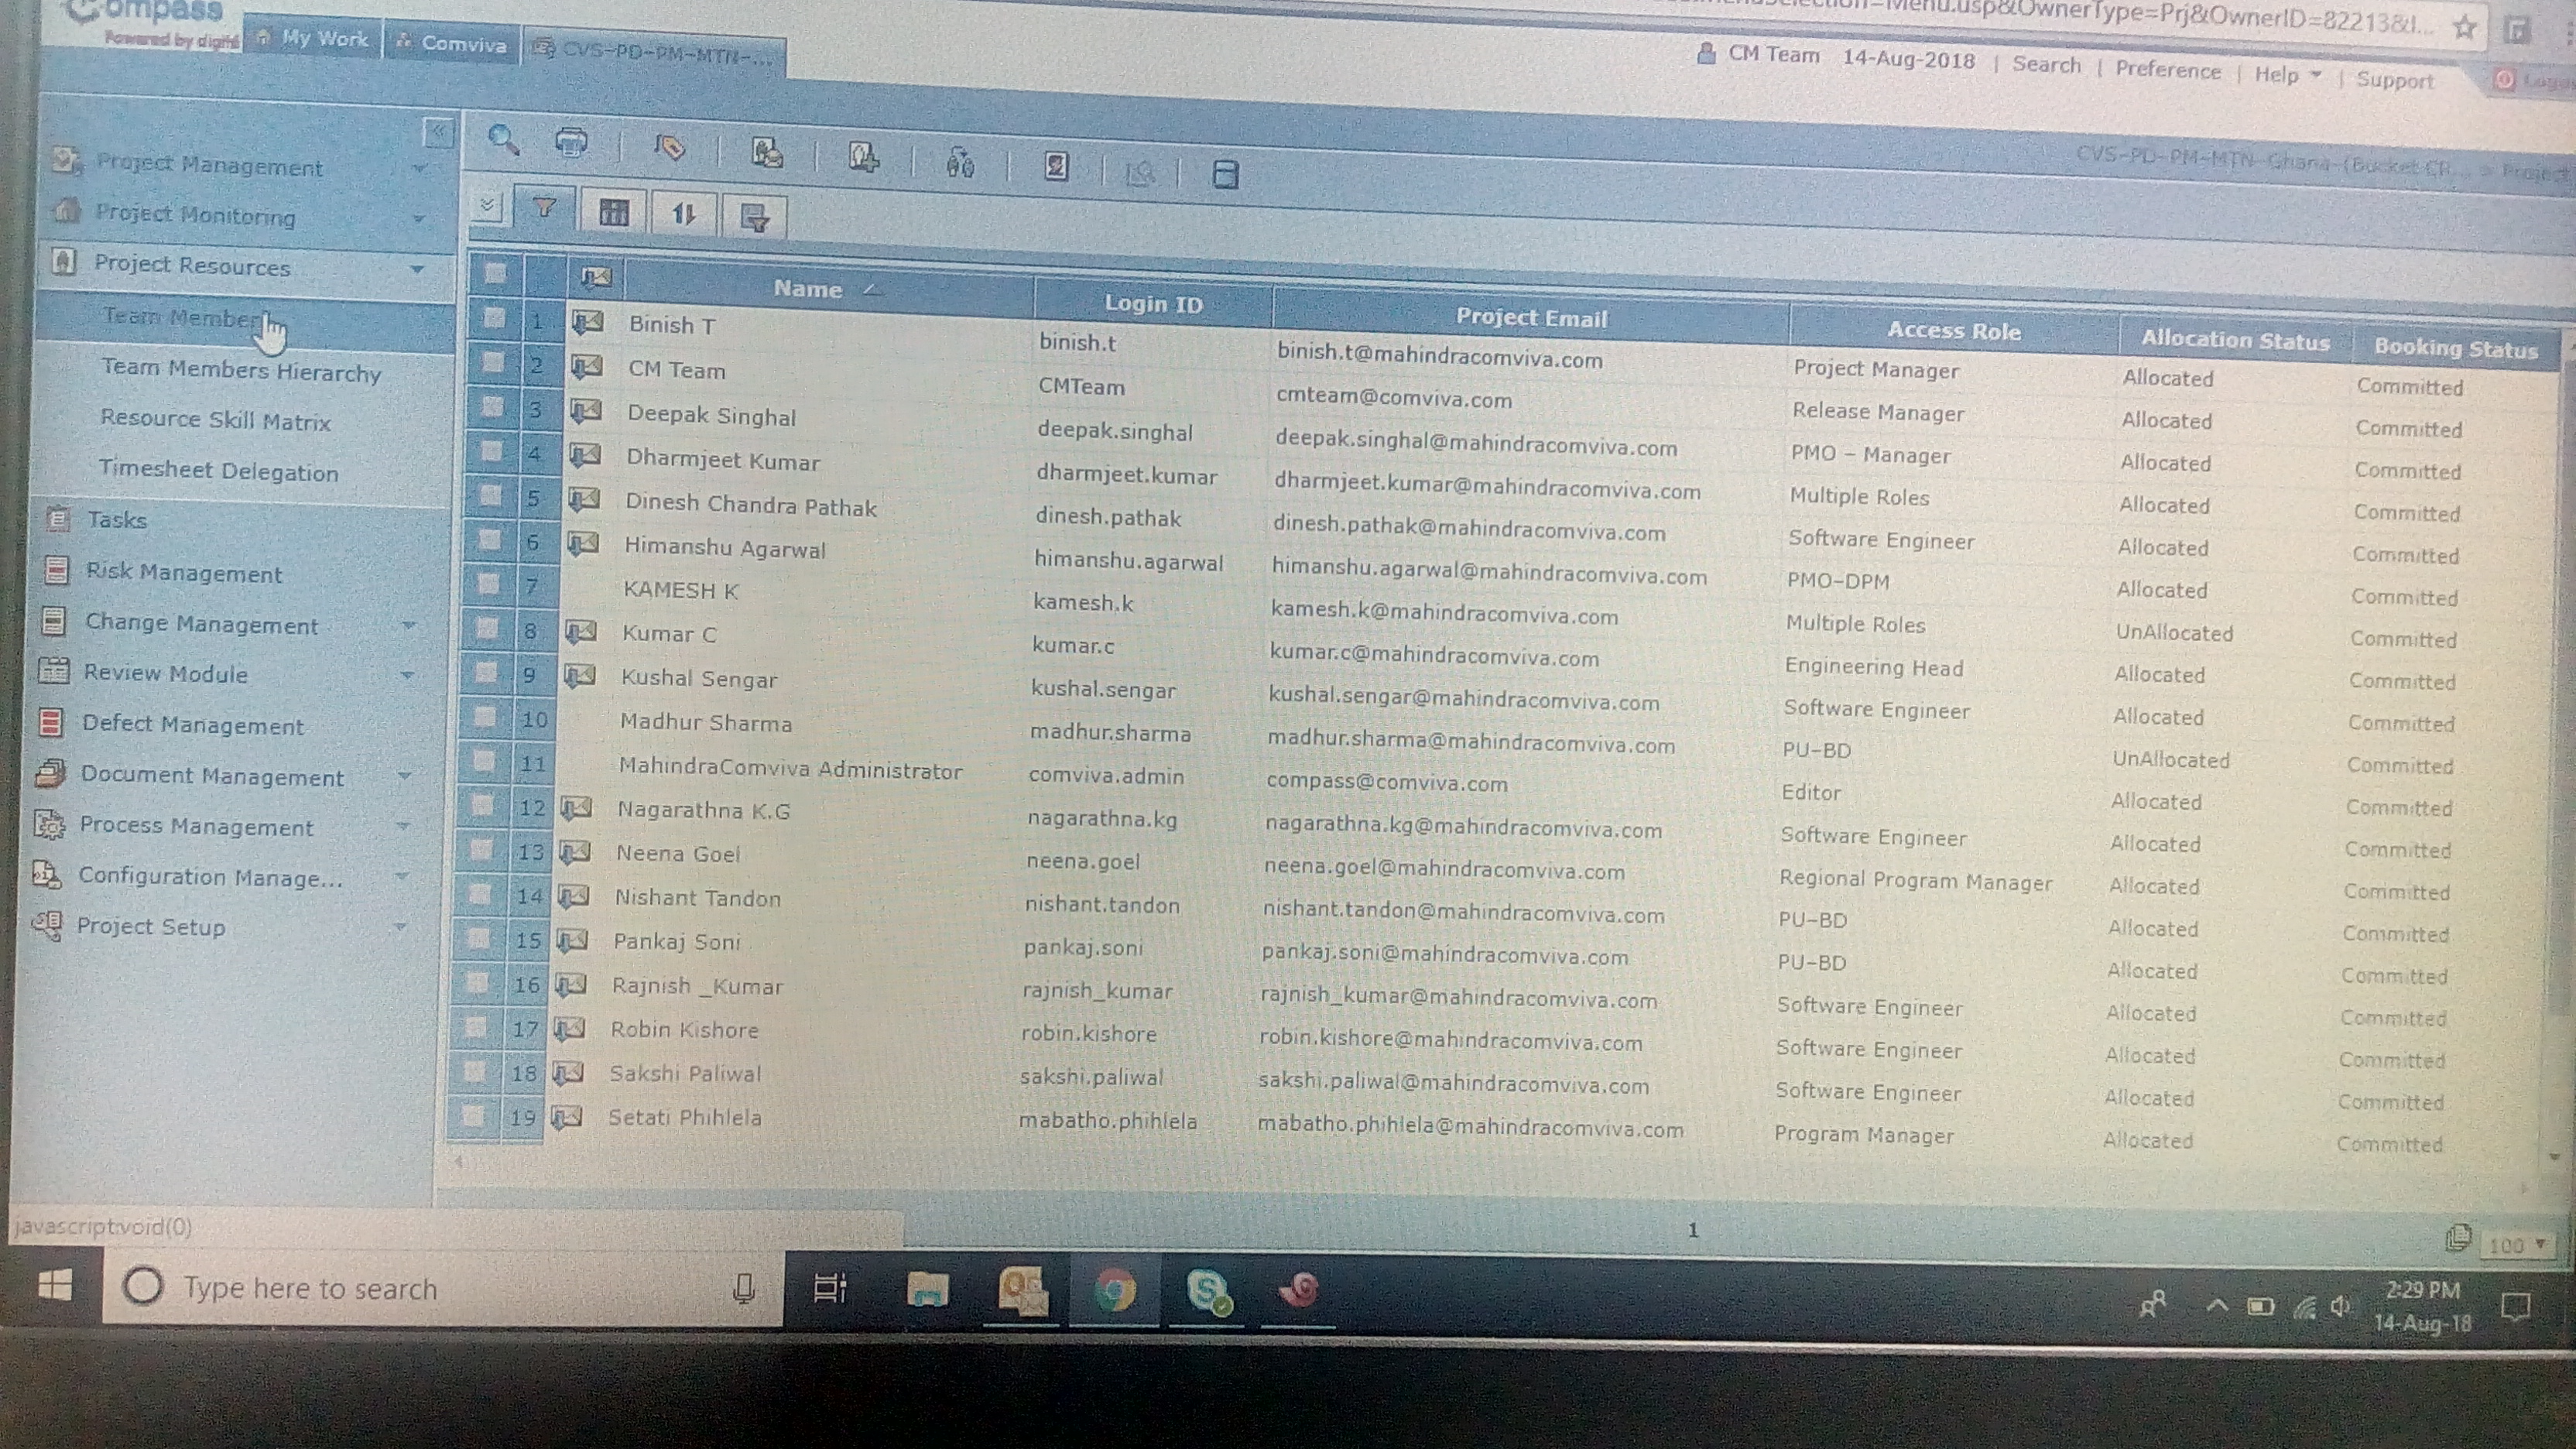 ompass
Powered by digité
My Work
Comviva
CVS-PD-PM-MTN-...
=Menu.usp&OwnerType=Prj&OwnerID=82213&I...
CM Team 14-Aug-2018 | Search | Preference | Help | Support
CVS-PD-PM-MTN-Ghana-(Bucket CR... > Project
Project Management
Project Monitoring
Project Resources
Team Member
Team Members Hierarchy
Resource Skill Matrix
Timesheet Delegation
Tasks
Risk Management
Change Management
Review Module
Defect Management
Document Management
Process Management
Configuration Manage...
Project Setup
Name Login ID Project Email Access Role Allocation Status Booking Status
1 Binish T binish.t binish.t@mahindracomviva.com Project Manager Allocated Committed
2 CM Team CMTeam cmteam@comviva.com Release Manager Allocated Committed
3 Deepak Singhal deepak.singhal deepak.singhal@mahindracomviva.com PMO - Manager Allocated Committed
4 Dharmjeet Kumar dharmjeet.kumar dharmjeet.kumar@mahindracomviva.com Multiple Roles Allocated Committed
5 Dinesh Chandra Pathak dinesh.pathak dinesh.pathak@mahindracomviva.com Software Engineer Allocated Committed
6 Himanshu Agarwal himanshu.agarwal himanshu.agarwal@mahindracomviva.com PMO-DPM Allocated Committed
7 KAMESH K kamesh.k kamesh.k@mahindracomviva.com Multiple Roles UnAllocated Committed
8 Kumar C kumar.c kumar.c@mahindracomviva.com Engineering Head Allocated Committed
9 Kushal Sengar kushal.sengar kushal.sengar@mahindracomviva.com Software Engineer Allocated Committed
10 Madhur Sharma madhur.sharma madhur.sharma@mahindracomviva.com PU-BD UnAllocated Committed
11 MahindraComviva Administrator comviva.admin compass@comviva.com Editor Allocated Committed
12 Nagarathna K.G nagarathna.kg nagarathna.kg@mahindracomviva.com Software Engineer Allocated Committed
13 Neena Goel neena.goel neena.goel@mahindracomviva.com Regional Program Manager Allocated Committed
14 Nishant Tandon nishant.tandon nishant.tandon@mahindracomviva.com PU-BD Allocated Committed
15 Pankaj Soni pankaj.soni pankaj.soni@mahindracomviva.com PU-BD Allocated Committed
16 Rajnish _Kumar rajnish_kumar rajnish_kumar@mahindracomviva.com Software Engineer Allocated Committed
17 Robin Kishore robin.kishore robin.kishore@mahindracomviva.com Software Engineer Allocated Committed
18 Sakshi Paliwal sakshi.paliwal sakshi.paliwal@mahindracomviva.com Software Engineer Allocated Committed
19 Setati Phihlela mabatho.phihlela mabatho.phihlela@mahindracomviva.com Program Manager Allocated Committed
javascript:void(0)
1
100
Type here to search
2:29 PM
14-Aug-18